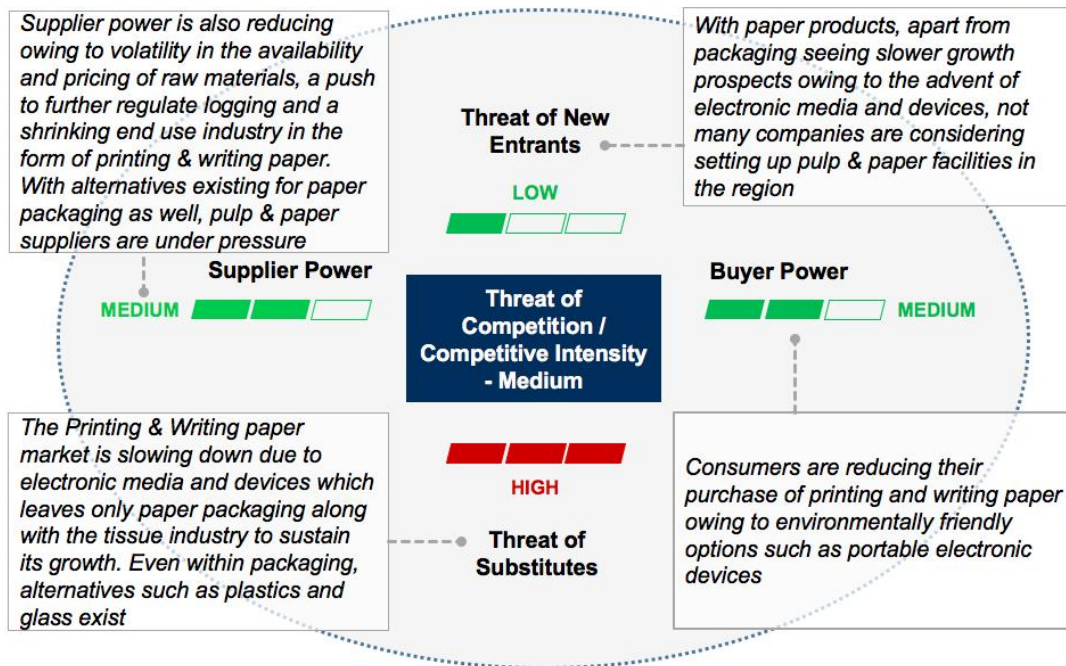 Supplier power is also reducing
owing to volatility in the availability
and pricing of raw materials, a push
to further regulate logging and a
shrinking end use industry in the
form of printing & writing paper.
With alternatives existing for paper
packaging as well, pulp & paper
suppliers are under pressure
With paper products, apart from
packaging seeing slower growth
prospects owing to the advent of
electronic media and devices, not
many companies are considering
setting up pulp & paper facilities in
the region
Threat of New
Entrants
LOW
Supplier Power
MEDIUM
Threat of
Competition /
Competitive Intensity
- Medium
Buyer Power
MEDIUM
The Printing & Writing paper
market is slowing down due to
electronic media and devices which
leaves only paper packaging along
with the tissue industry to sustain
its growth. Even within packaging,
alternatives such as plastics and
glass exist
HIGH
Threat of
Substitutes
Consumers are reducing their
purchase of printing and writing paper
owing to environmentally friendly
options such as portable electronic
devices